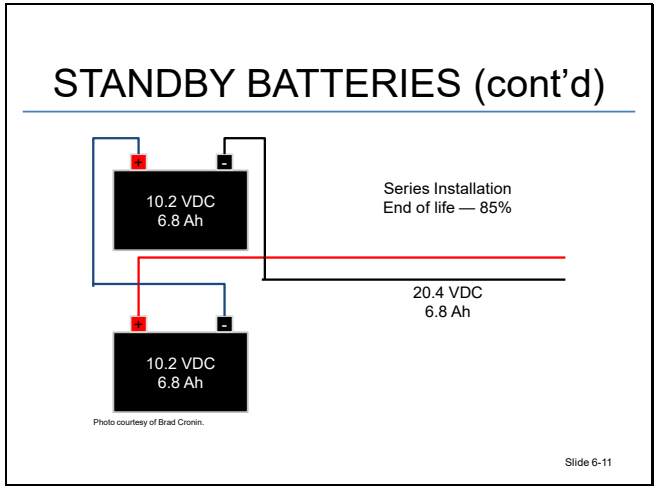 STANDBY BATTERIES (cont’d)
+
-
10.2 VDC
6.8 Ah
Series Installation
End of life — 85%
20.4 VDC
6.8 Ah
+
-
10.2 VDC
6.8 Ah
Photo courtesy of Brad Cronin.
Slide 6-11